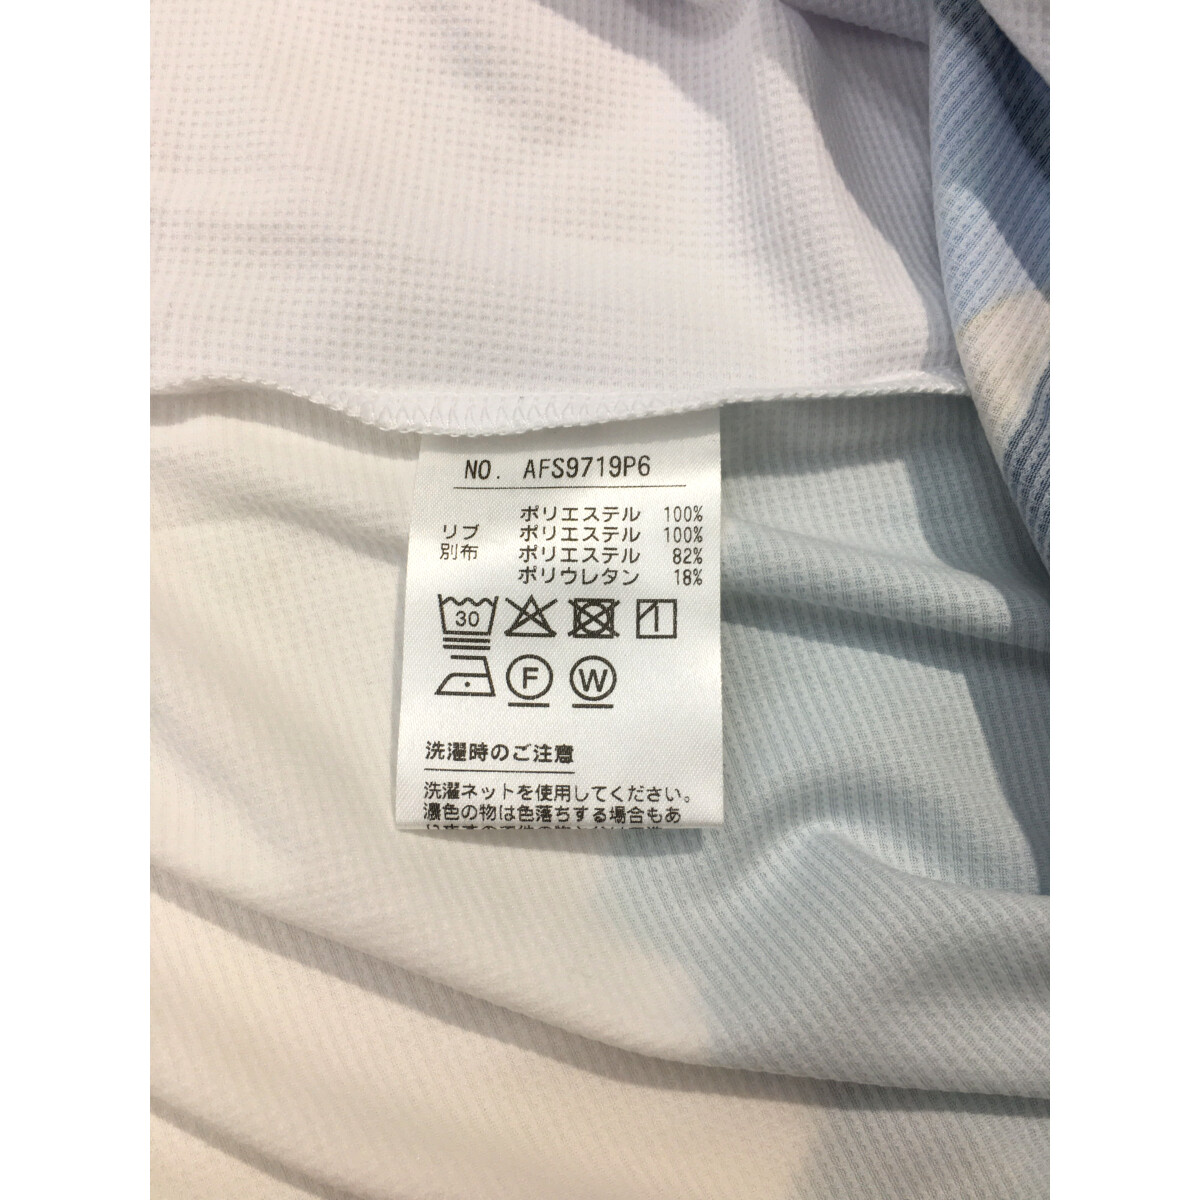 NO. AFS9719P6
ポリエステル 100%
リブ ポリエステル 100%
別布 ポリエステル 82%
ポリウレタン 18%
30
F W
洗濯時のご注意
洗濯ネットを使用してください。
濃色の物は色落ちする場合もあ